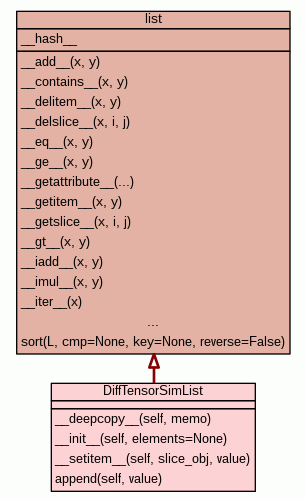 list
__hash__
__add__(x, y)
__contains__(x, y)
__delitem__(x, y)
__delslice__(x, i, j)
__eq__(x, y)
__ge__(x, y)
__getattribute__(...)
__getitem__(x, y)
__getslice__(x, i, j)
__gt__(x, y)
__iadd__(x, y)
__imul__(x, y)
__iter__(x)
...
sort(L, cmp=None, key=None, reverse=False)
DiffTensorSimList
__deepcopy__(self, memo)
__init__(self, elements=None)
__setitem__(self, slice_obj, value)
append(self, value)